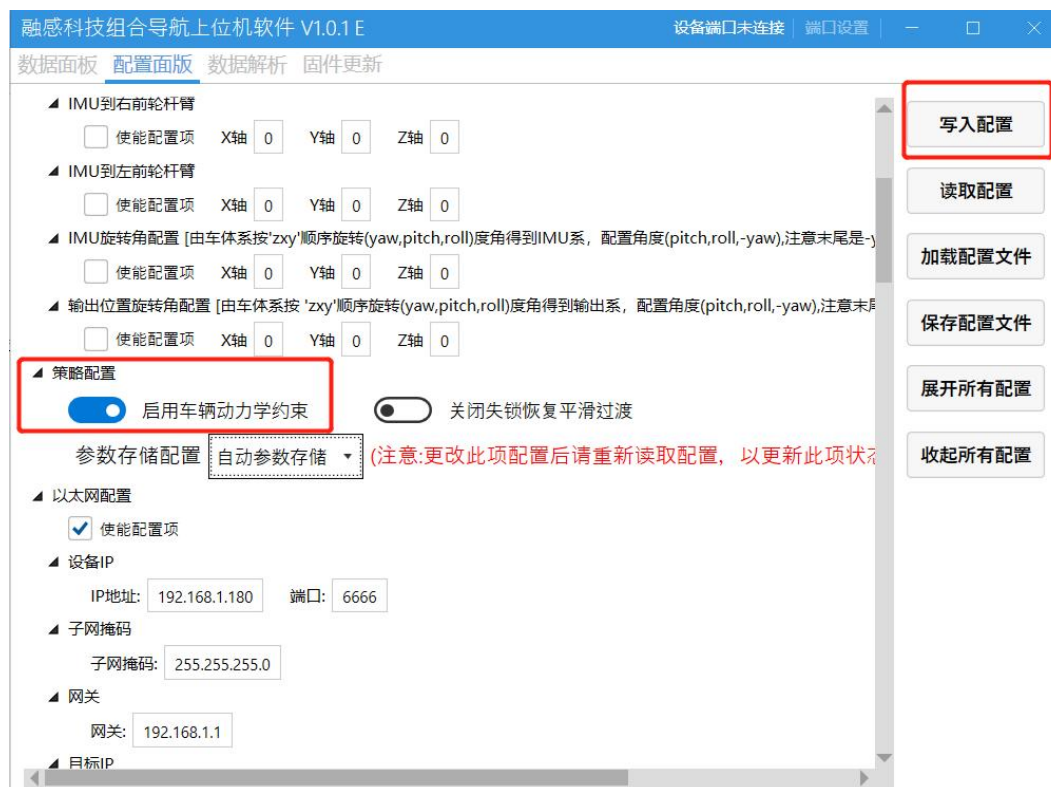 融感科技组合导航上位机软件 V1.0.1 E 设备端口未连接 端口设置
数据面板 配置面版 数据解析 固件更新
IMU到右前轮杆臂
使能配置项 X轴 0 Y轴 0 Z轴 0
写入配置
IMU到左前轮杆臂
使能配置项 X轴 0 Y轴 0 Z轴 0
读取配置
IMU旋转角配置 [由车体系按'zxy'顺序旋转(yaw,pitch,roll)度角得到IMU系，配置角度(pitch,roll,-yaw),注意末尾是-y
使能配置项 X轴 0 Y轴 0 Z轴 0
加载配置文件
输出位置旋转角配置 [由车体系按 'zxy'顺序旋转(yaw,pitch,roll)度角得到输出系，配置角度(pitch,roll,-yaw),注意末
使能配置项 X轴 0 Y轴 0 Z轴 0
保存配置文件
策略配置
启用车辆动力学约束 关闭失锁恢复平滑过渡
展开所有配置
参数存储配置 自动参数存储 (注意:更改此项配置后请重新读取配置，以更新此项状
收起所有配置
以太网配置
使能配置项
设备IP
IP地址: 192.168.1.180 端口: 6666
子网掩码
子网掩码: 255.255.255.0
网关
网关: 192.168.1.1
目标IP